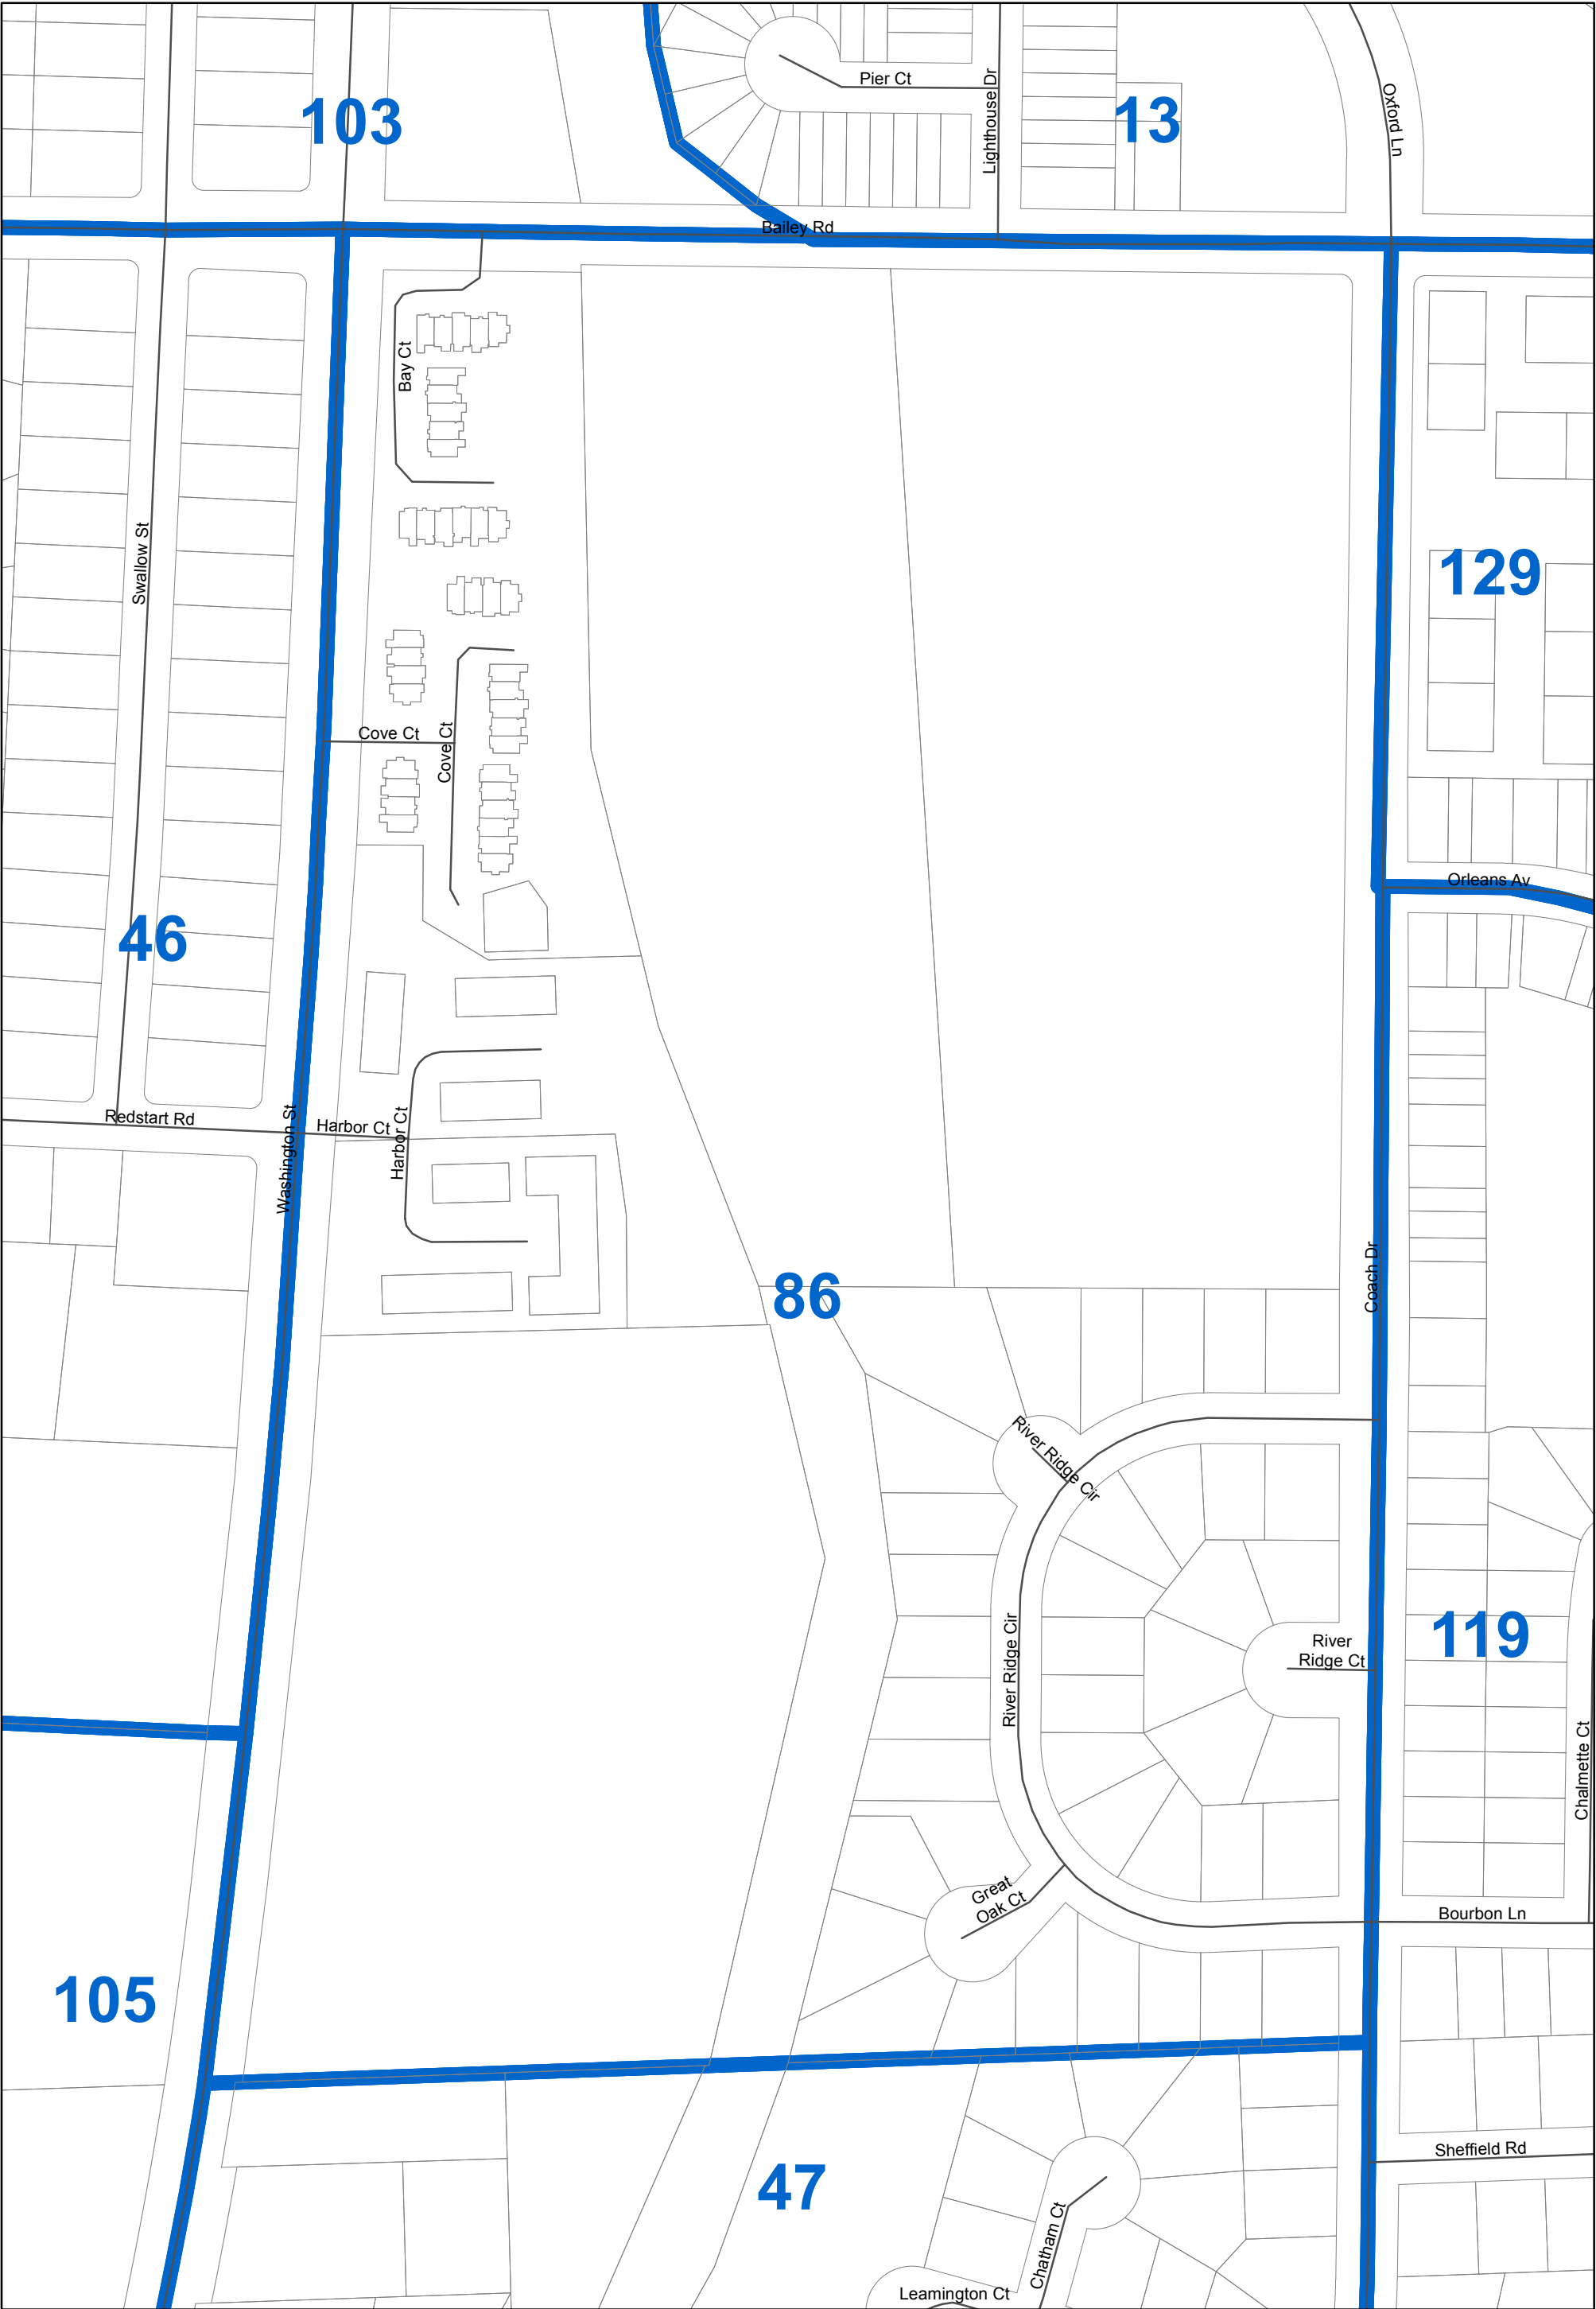 Pier Ct
Lighthouse Dr
103
13
Oxford Ln
Bailey Rd
Bay Ct
Swallow St
129
Cove Ct
Cove Ct
Orleans Av
46
Redstart Rd
Washington St
Harbor Ct
Harbor Ct
86
Coach Dr
River Ridge Cir
River Ridge Cir
River
Ridge Ct
119
Chalmette Ct
Great
Oak Ct
Bourbon Ln
105
Sheffield Rd
47
Chatham Ct
Leamington Ct